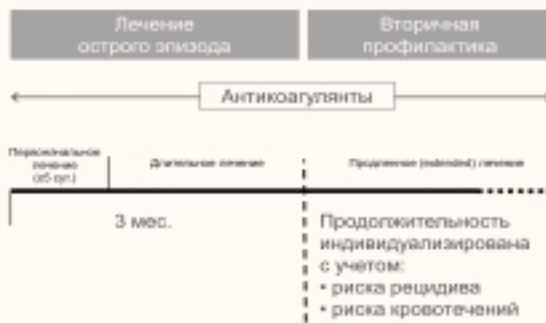 Лечение
острого эпизода
Вторичная
профилактика
Антикоагулянты
Первоначальное
лечение
(≥5 сут.)
Длительное лечение
Продленное (extended) лечение
3 мес.
Продолжительность
индивидуализирована
с учетом:
• риска рецидива
• риска кровотечений